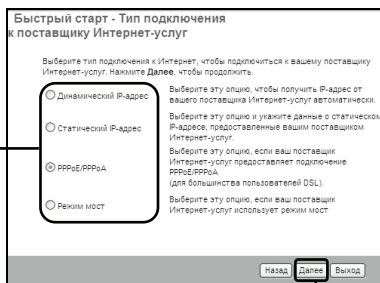 Быстрый старт - Тип подключения
к поставщику Интернет-услуг
Выберите тип подключения к Интернет, чтобы подключиться к вашему поставщику
Интернет-услуг. Нажмите Далее, чтобы продолжить.
Динамический IP-адрес
Выберите эту опцию, чтобы получить IP-адрес от
вашего поставщика Интернет-услуг автоматически.
Статический IP-адрес
Выберите эту опцию и укажите данные о статическом
IP-адресе, предоставленные вашим поставщиком
Интернет-услуг.
PPPoE/PPPoA
Выберите эту опцию, если ваш поставщик
Интернет-услуг предоставляет подключение
PPPoE/PPPoA
(для большинства пользователей DSL).
Режим мост
Выберите эту опцию, если ваш поставщик
Интернет-услуг использует режим мост
Назад Далее Выход